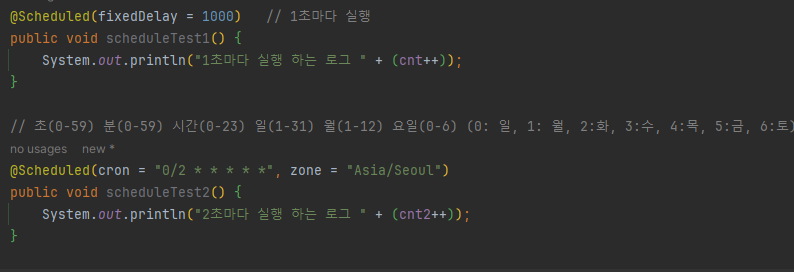 @Scheduled(fixedDelay = 1000)   // 1초마다 실행
public void scheduleTest1() {
    System.out.println("1초마다 실행 하는 로그 " + (cnt++));
}
// 초(0-59) 분(0-59) 시간(0-23) 일(1-31) 월(1-12) 요일(0-6) (0: 일, 1: 월, 2:화, 3:수, 4:목, 5:금, 6:토)
no usages   new *
@Scheduled(cron = "0/2 * * * * *", zone = "Asia/Seoul")
public void scheduleTest2() {
    System.out.println("2초마다 실행 하는 로그 " + (cnt2++));
}